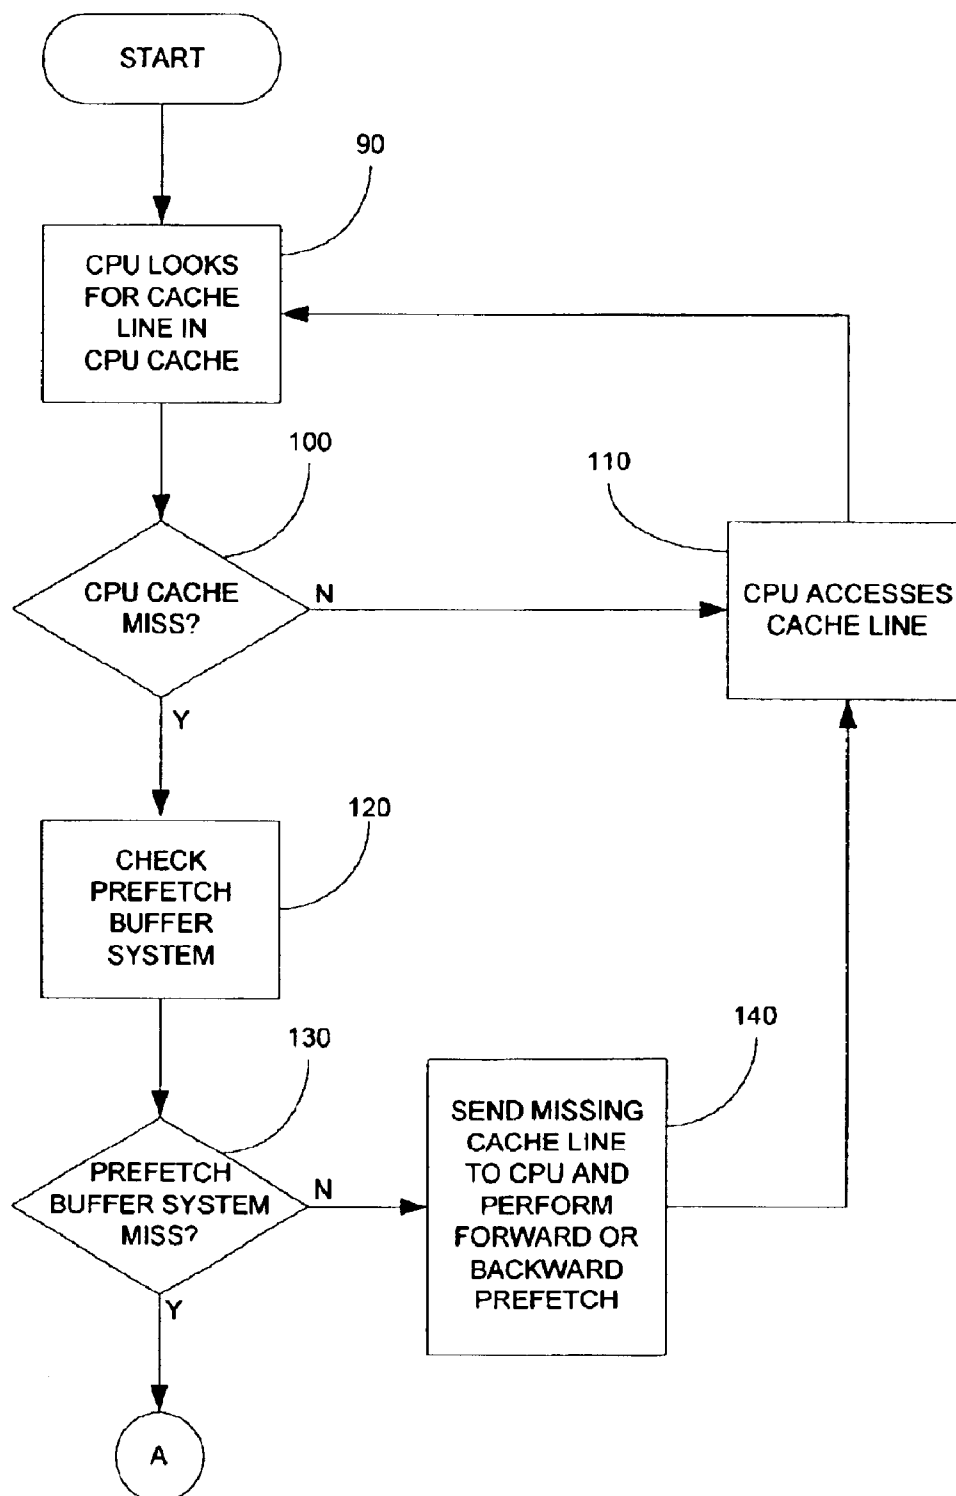 START
90
CPU LOOKS
FOR CACHE
LINE IN
CPU CACHE
100
110
CPU CACHE
MISS?
N
CPU ACCESSES
CACHE LINE
Y
120
CHECK
PREFETCH
BUFFER
SYSTEM
130
140
PREFETCH
BUFFER SYSTEM
MISS?
N
SEND MISSING
CACHE LINE
TO CPU AND
PERFORM
FORWARD OR
BACKWARD
PREFETCH
Y
A